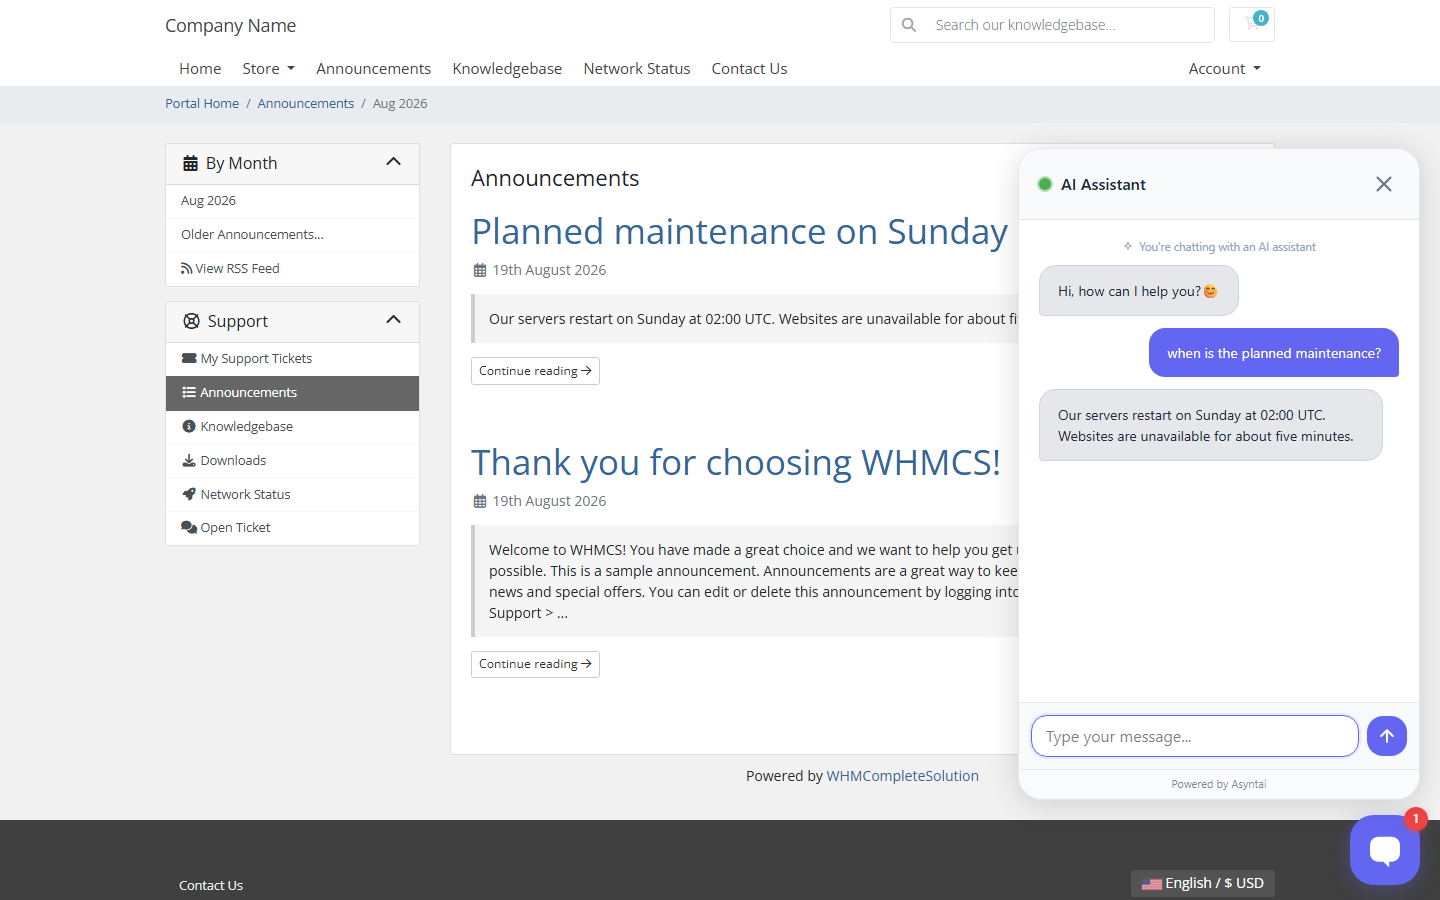 Company Name
Search our knowledgebase...
0
Home
Store
Announcements
Knowledgebase
Network Status
Contact Us
Account
Portal Home / Announcements / Aug 2026
By Month
Aug 2026
Older Announcements...
View RSS Feed
Support
My Support Tickets
Announcements
Knowledgebase
Downloads
Network Status
Open Ticket
Announcements
Planned maintenance on Sunday
19th August 2026
Our servers restart on Sunday at 02:00 UTC. Websites are unavailable for about
Continue reading
Thank you for choosing WHMCS!
19th August 2026
Welcome to WHMCS! You have made a great choice and we want to help you get
possible. This is a sample announcement. Announcements are a great way to
news and special offers. You can edit or delete this announcement by logging
Support > ...
Continue reading
Powered by WHMCompleteSolution
AI Assistant
You're chatting with an AI assistant
Hi, how can I help you?
when is the planned maintenance?
Our servers restart on Sunday at 02:00 UTC.
Websites are unavailable for about five minutes.
Type your message...
Powered by Asyntai
1
Contact Us
English / $ USD